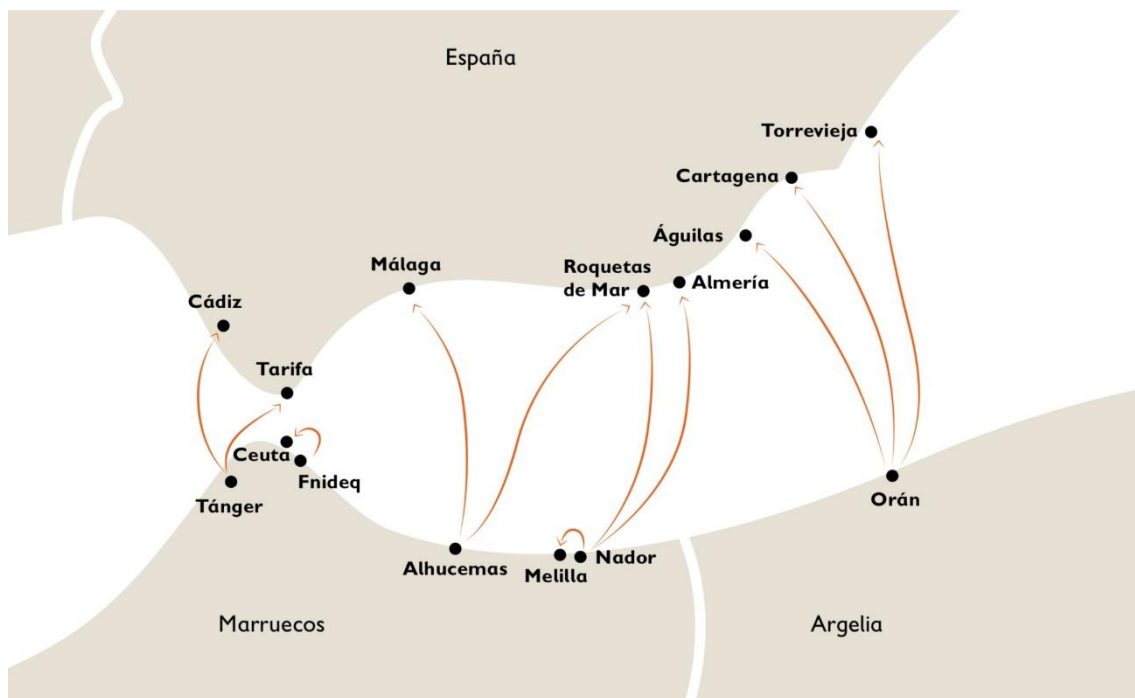 España
Torrevieja
Cartagena
Águilas
Málaga
Roquetas
de Mar
Almería
Cádiz
Tarifa
Ceuta
Fnideq
Tánger
Orán
Alhucemas
Melilla
Nador
Marruecos
Argelia